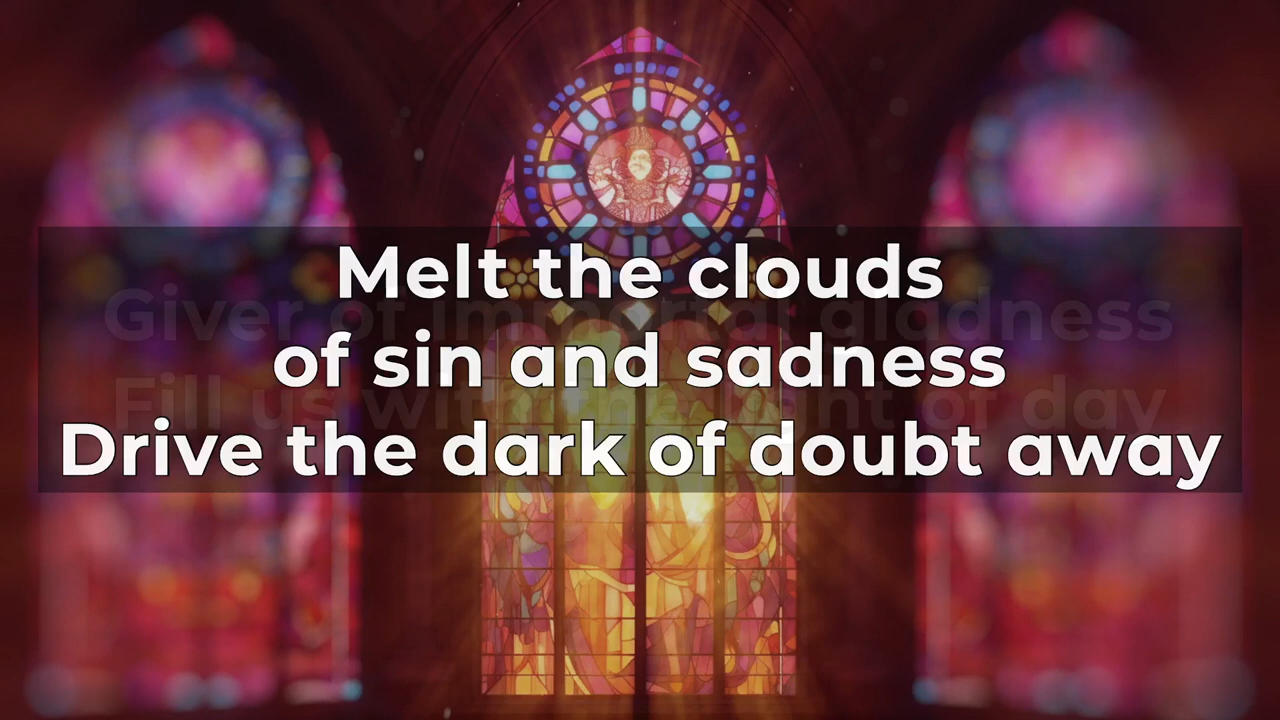 Melt the clouds
Giver of immortal gladness
of sin and sadness
Fill us with the light of day
Drive the dark of doubt away